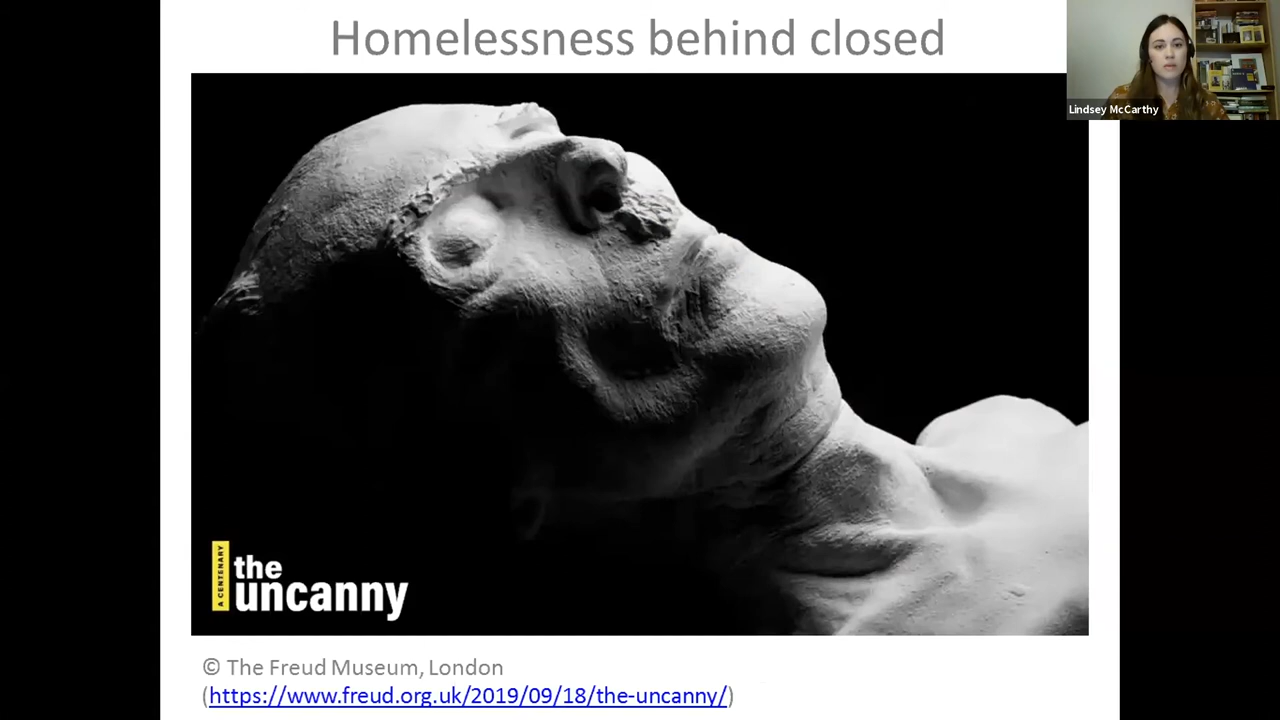 Homelessness behind closed
Lindsey McCarthy
A CENTENARY
the
uncanny
© The Freud Museum, London
(https://www.freud.org.uk/2019/09/18/the-uncanny/)